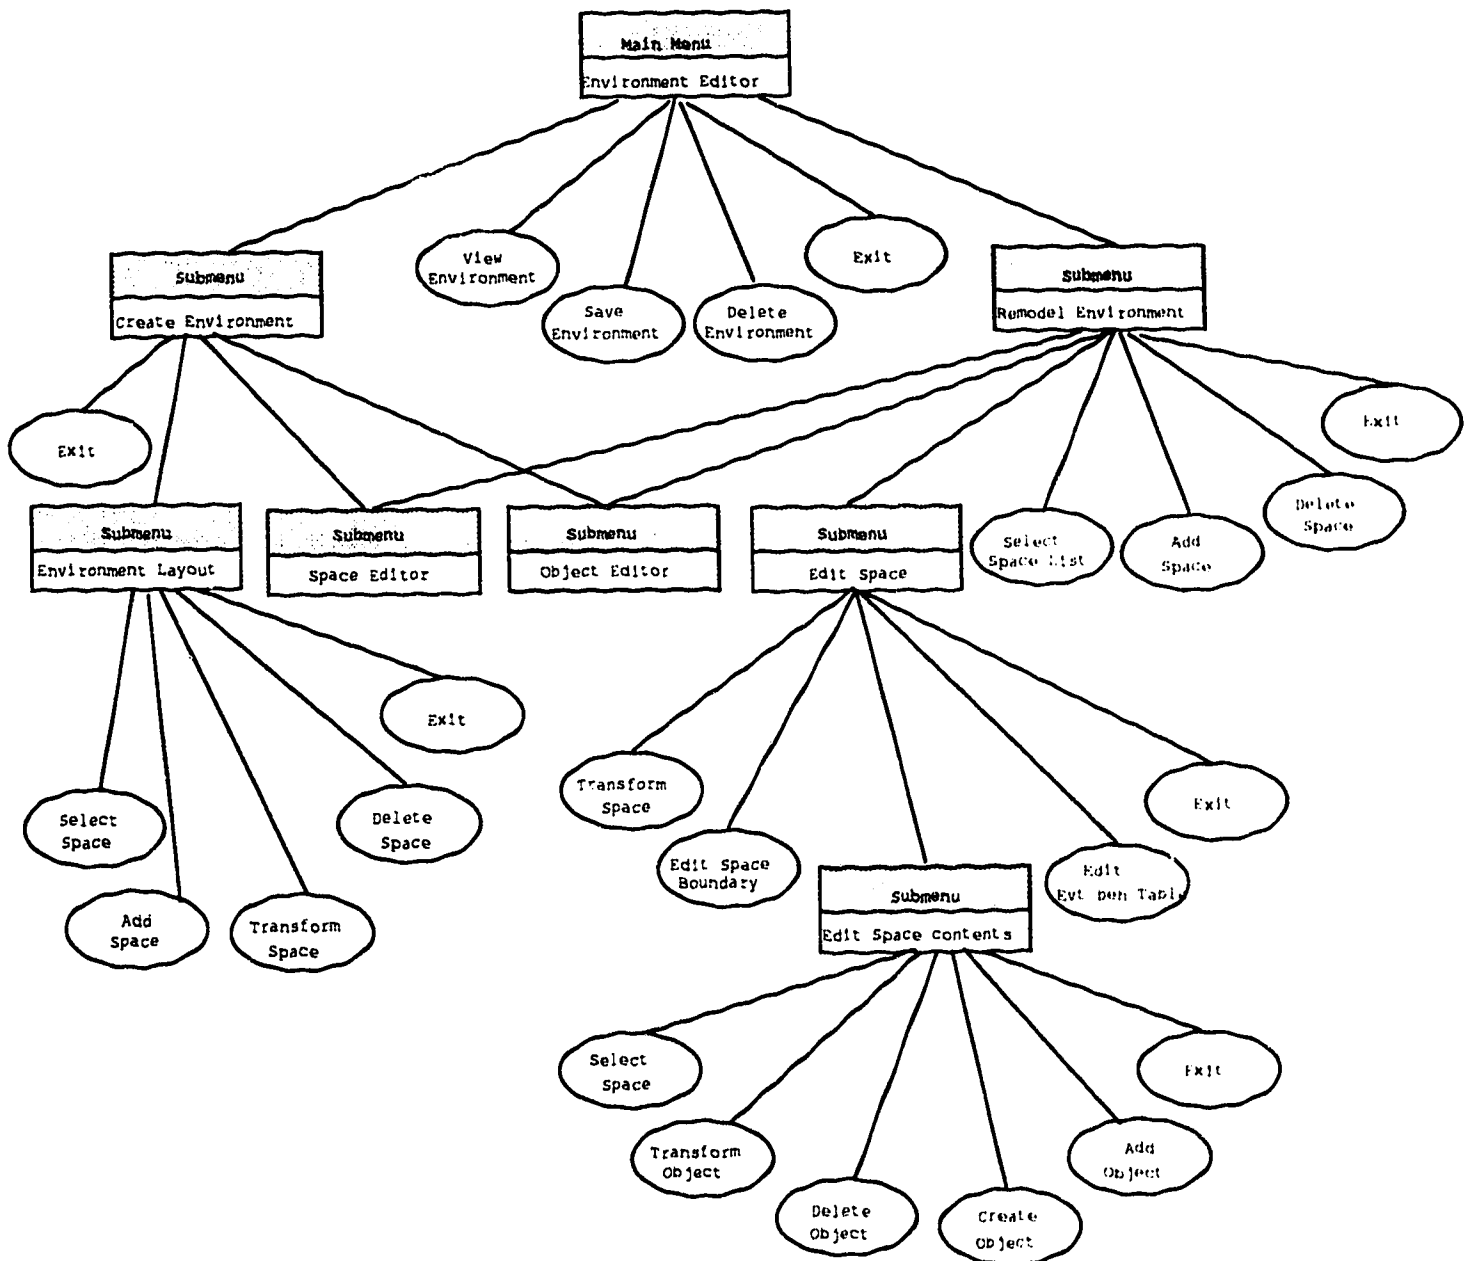 Main Menu
Environment Editor
View
Environment
Exit
Submenu
Create Environment
Submenu
Remodel Environment
Save
Environment
Delete
Environment
Exit
Exit
Submenu
Environment Layout
Submenu
Space Editor
Submenu
Object Editor
Submenu
Edit Space
Select
Space List
Add
Space
Delete
Space
Exit
Select
Space
Delete
Space
Add
Space
Transform
Space
Transform
Space
Edit Space
Boundary
Submenu
Edit Space contents
Edit
Evt
Exit
Select
Space
Transform
Object
Delete
Object
Create
Object
Add
Object
Exit